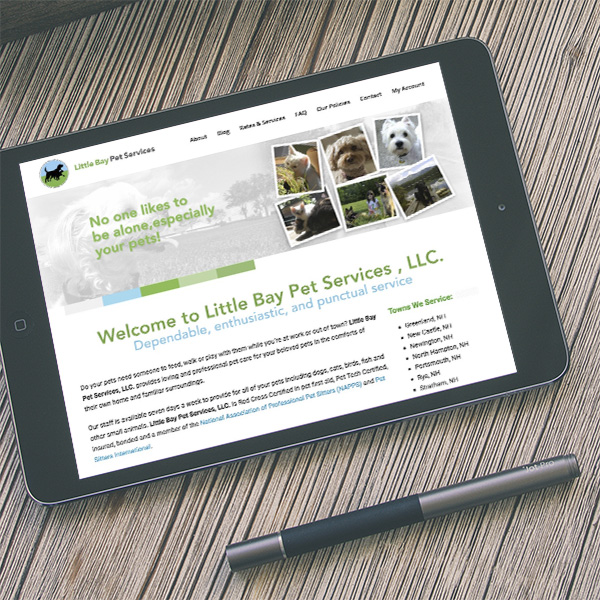 Little Bay Pet Services
About Blog Rates & Services FAQ Our Policies Contact My Account
No one likes to
be alone,especially
your pets!
Welcome to Little Bay Pet Services , LLC.
Dependable, enthusiastic, and punctual service
Do your pets need someone to feed, walk or play with them while you're at work or out of town? Little Bay
Pet Services, LLC. provides loving and professional pet care for your beloved pets in the comforts of
their own home and familiar surroundings.
Our staff is available seven days a week to provide for all of your pets including dogs, cats, birds, fish and
other small animals. Little Bay Pet Services, LLC. is Red Cross Certified in pet first aid, Pet Tech Certified,
insured, bonded and a member of the National Association of Professional Pet Sitters (NAPPS) and Pet
Sitters International.
Towns We Service:
Greenland, NH
New Castle, NH
Newington, NH
North Hampton, NH
Portsmouth, NH
Rye, NH
Stratham, NH